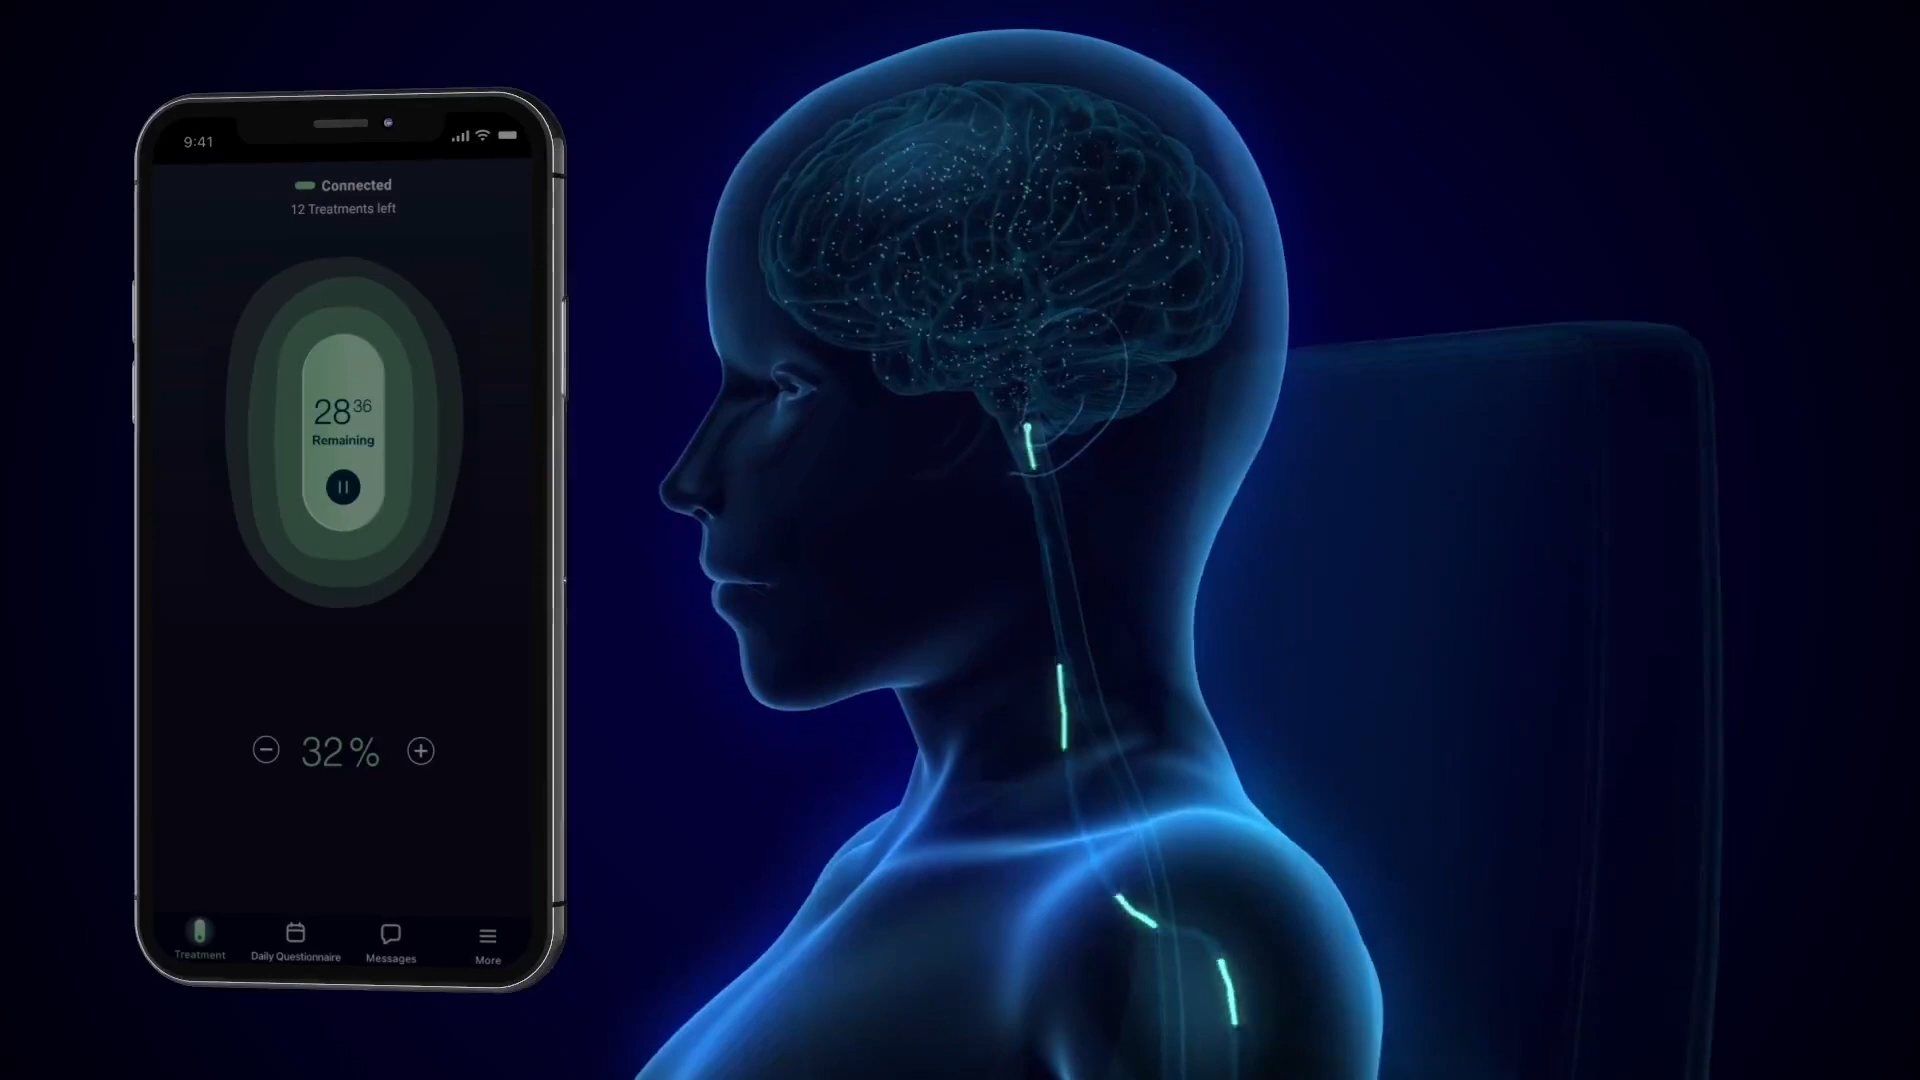 9:41
Connected
12 Treatments left
28 36
Remaining
32%
Treatment
Daily Questionnaire
Messages
More